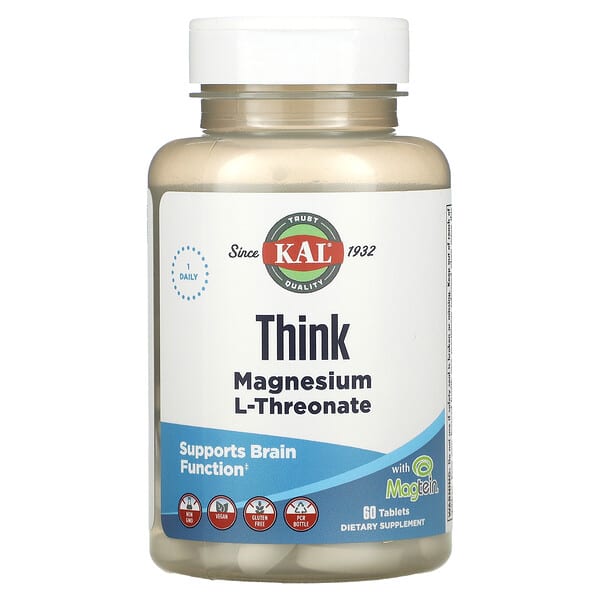 TRUST
Since KAL® 1932
QUALITY
1
DAILY
Think
Magnesium
L-Threonate
Supports Brain
Function‡
with
Magtein.
NON
GMO
VEGAN
GLUTEN
FREE
PCR
BOTTLE
60 Tablets
DIETARY SUPPLEMENT